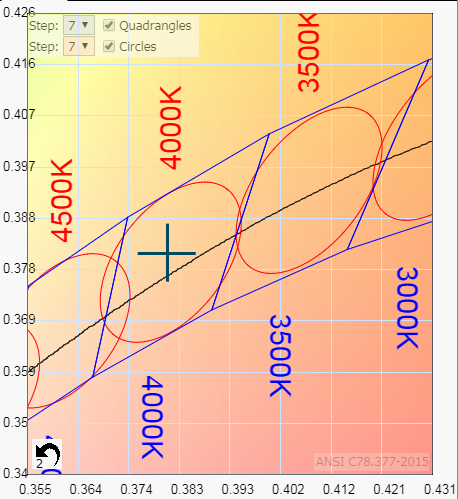 0.426
Step: 7 ▼ Quadrangles
Step: 7 ▼ Circles
0.416
0.407
0.397
0.388
0.378
0.369
0.359
0.35
0.34
4500K
4000K
3500K
4000K
3500K
3000K
2
ANSI C78.377-2015
0.355 0.364 0.374 0.383 0.393 0.402 0.412 0.421 0.431